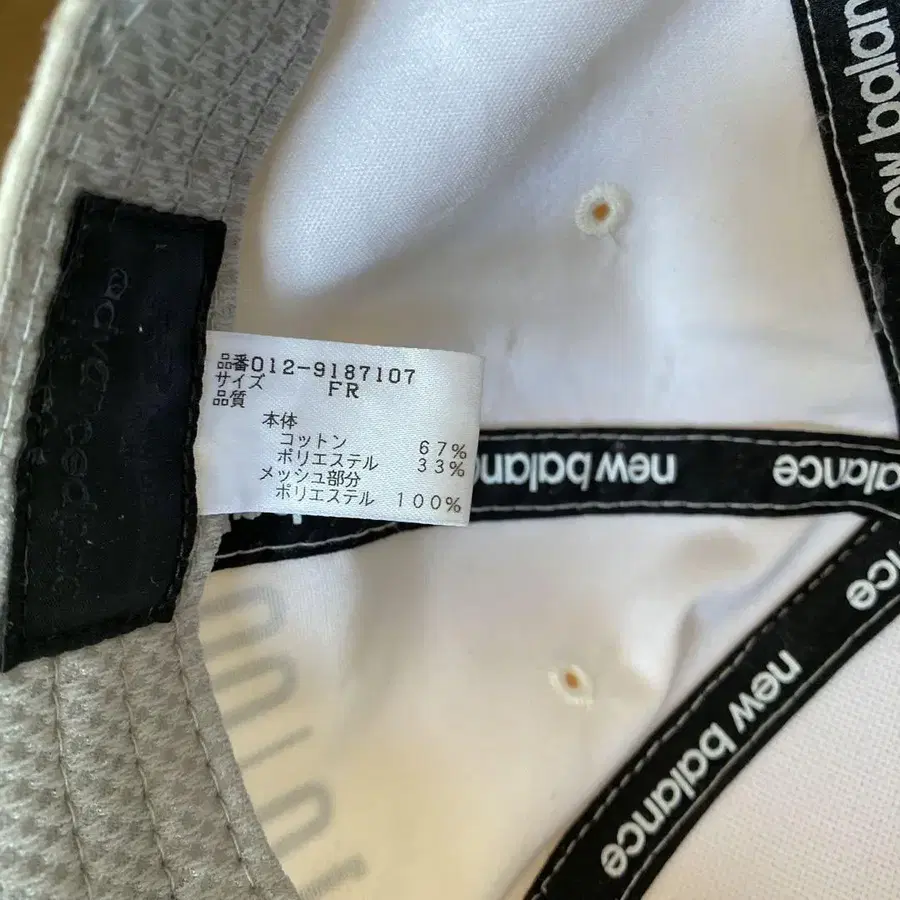 品番012-9187107
サイズ FR
品質
本体
コットン 67%
ポリエステル 33%
メッシュ部分
ポリエステル 100%
new balance
new balance
balance
new balance
nce